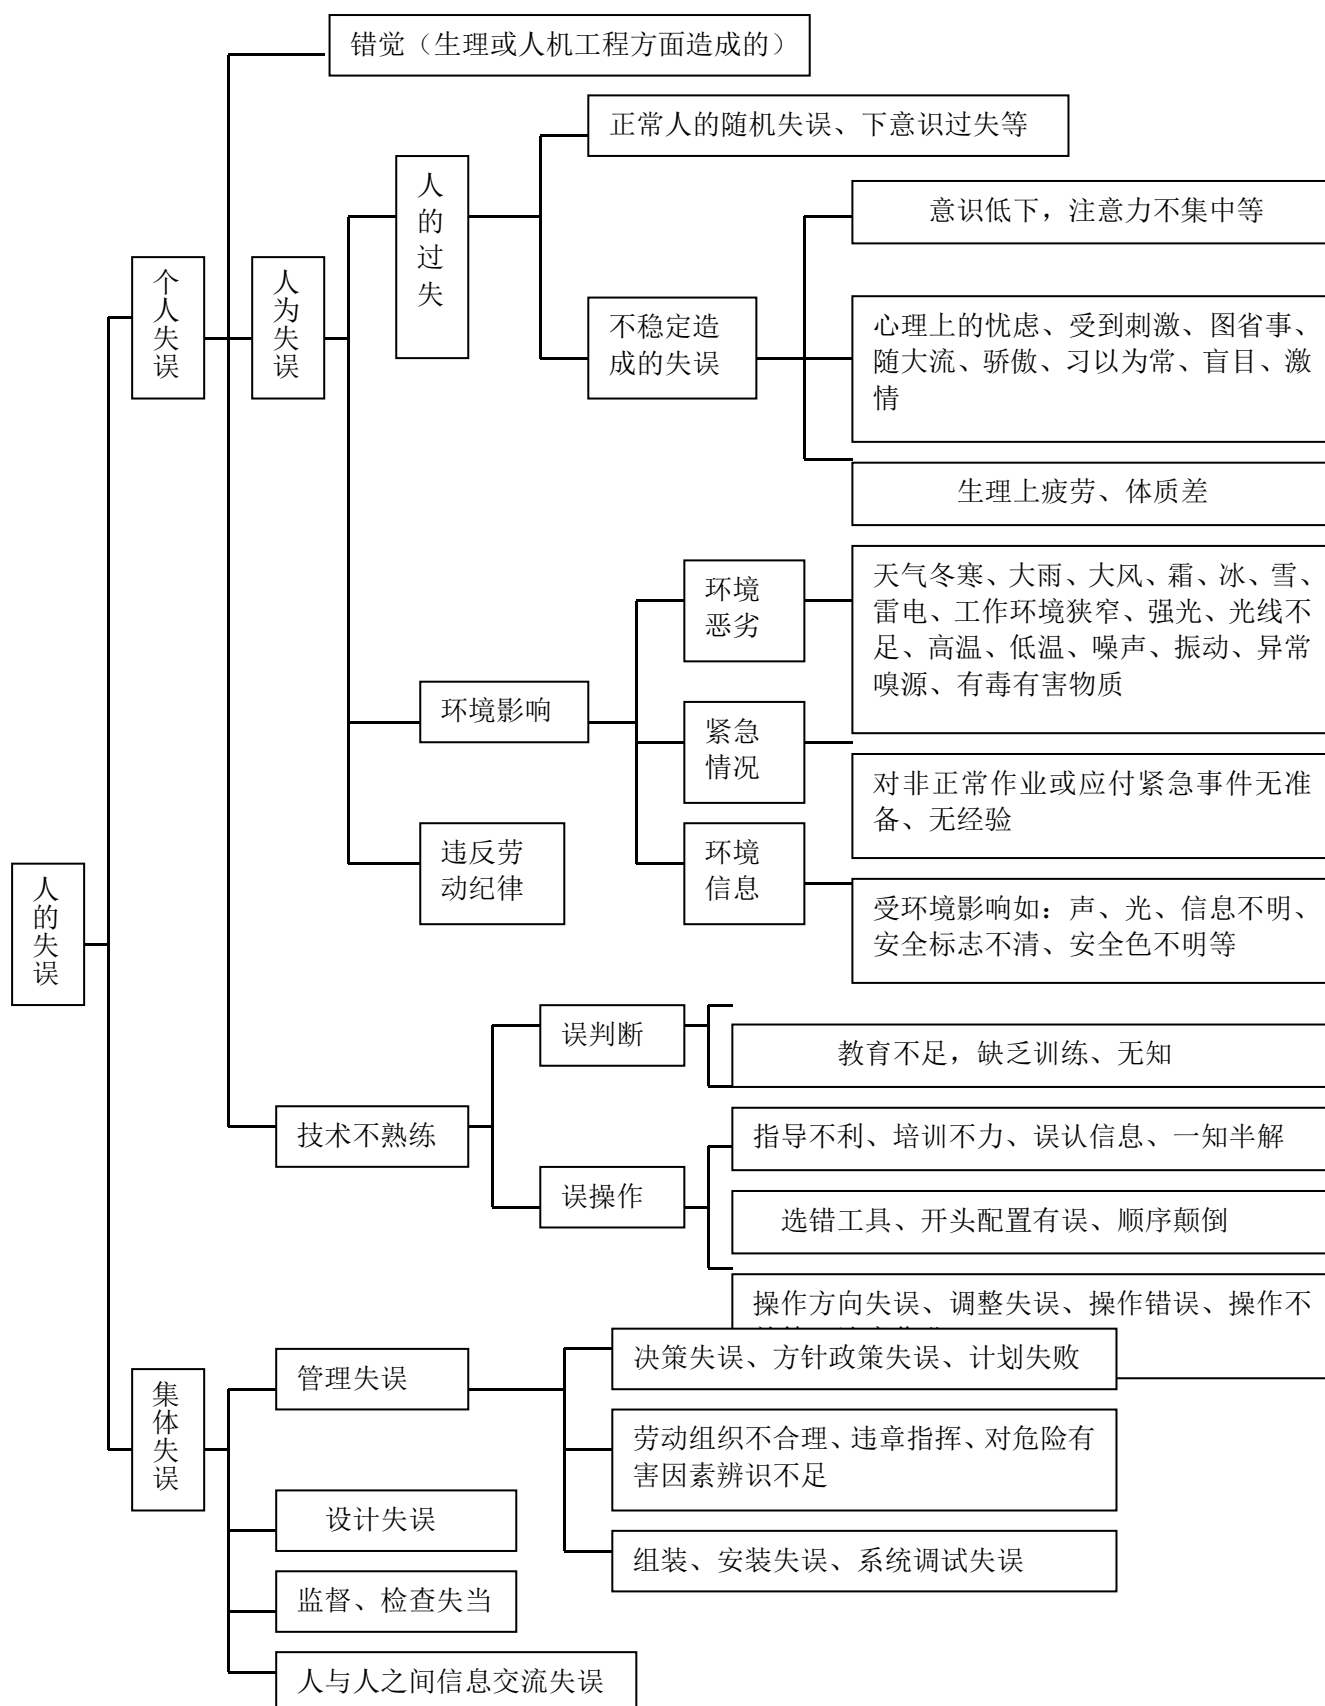 错觉（生理或人机工程方面造成的）
正常人的随机失误、下意识过失等
人的过失
意识低下，注意力不集中等
个人失误
人为失误
不稳定造
成的失误
心理上的忧虑、受到刺激、图省事、
随大流、骄傲、习以为常、盲目、激
情
生理上疲劳、体质差
环境
恶劣
天气冬寒、大雨、大风、霜、冰、雪、
雷电、工作环境狭窄、强光、光线不
足、高温、低温、噪声、振动、异常
嗅源、有毒有害物质
环境影响
紧急
情况
对非正常作业或应付紧急事件无准
备、无经验
违反劳
动纪律
环境
信息
受环境影响如：声、光、信息不明、
安全标志不清、安全色不明等
人的失误
误判断
教育不足，缺乏训练、无知
技术不熟练
指导不利、培训不力、误认信息、一知半解
误操作
选错工具、开头配置有误、顺序颠倒
操作方向失误、调整失误、操作错误、操作不
集体失误
管理失误
决策失误、方针政策失误、计划失败
劳动组织不合理、违章指挥、对危险有
害因素辨识不足
设计失误
组装、安装失误、系统调试失误
监督、检查失当
人与人之间信息交流失误